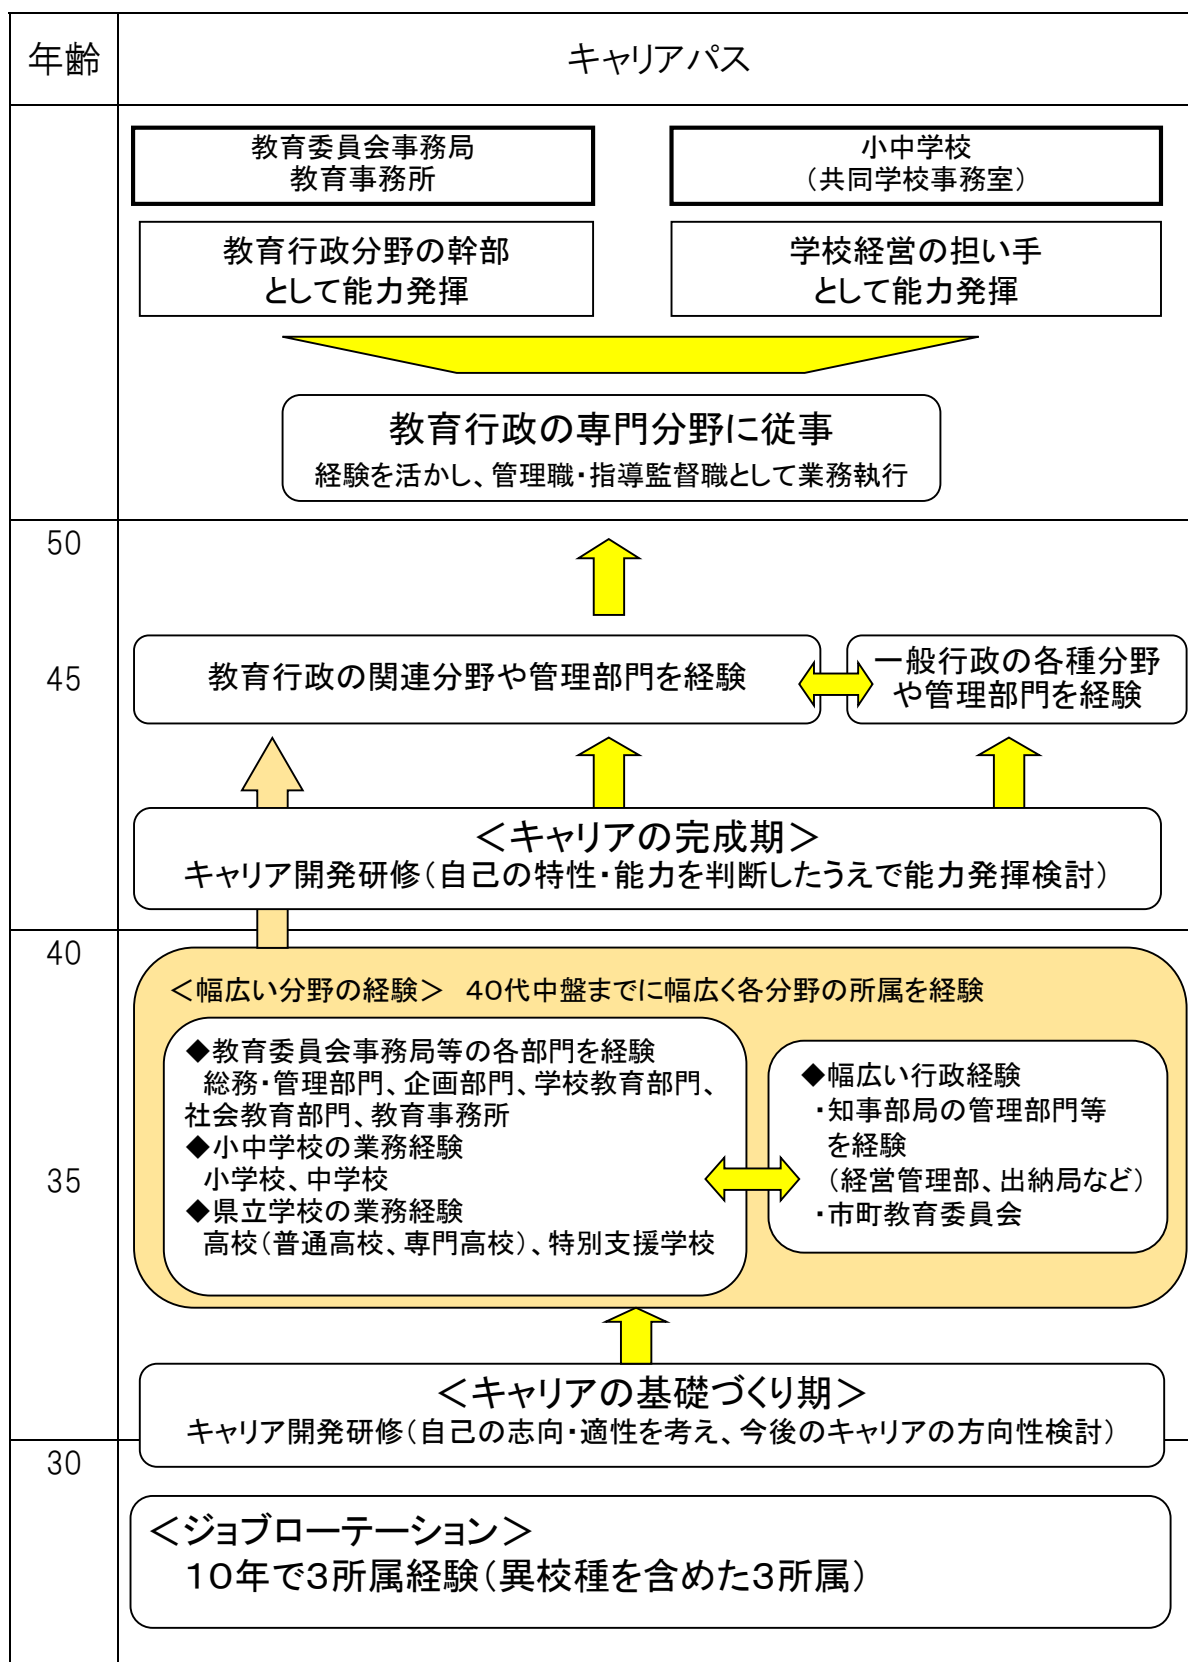 年齢
キャリアパス
教育委員会事務局
教育事務所
小中学校
（共同学校事務室）
教育行政分野の幹部
として能力発揮
学校経営の担い手
として能力発揮
教育行政の専門分野に従事
経験を活かし、管理職・指導監督職として業務執行
50
45
教育行政の関連分野や管理部門を経験
一般行政の各種分野
や管理部門を経験
＜キャリアの完成期＞
キャリア開発研修（自己の特性・能力を判断したうえで能力発揮検討）
40
＜幅広い分野の経験＞　４０代中盤までに幅広く各分野の所属を経験
◆教育委員会事務局等の各部門を経験
総務・管理部門、企画部門、学校教育部門、
社会教育部門、教育事務所
◆小中学校の業務経験
小学校、中学校
◆県立学校の業務経験
高校（普通高校、専門高校）、特別支援学校
◆幅広い行政経験
・知事部局の管理部門等
を経験
（経営管理部、出納局など）
・市町教育委員会
35
＜キャリアの基礎づくり期＞
キャリア開発研修（自己の志向・適性を考え、今後のキャリアの方向性検討）
30
＜ジョブローテーション＞
１０年で３所属経験（異校種を含めた３所属）